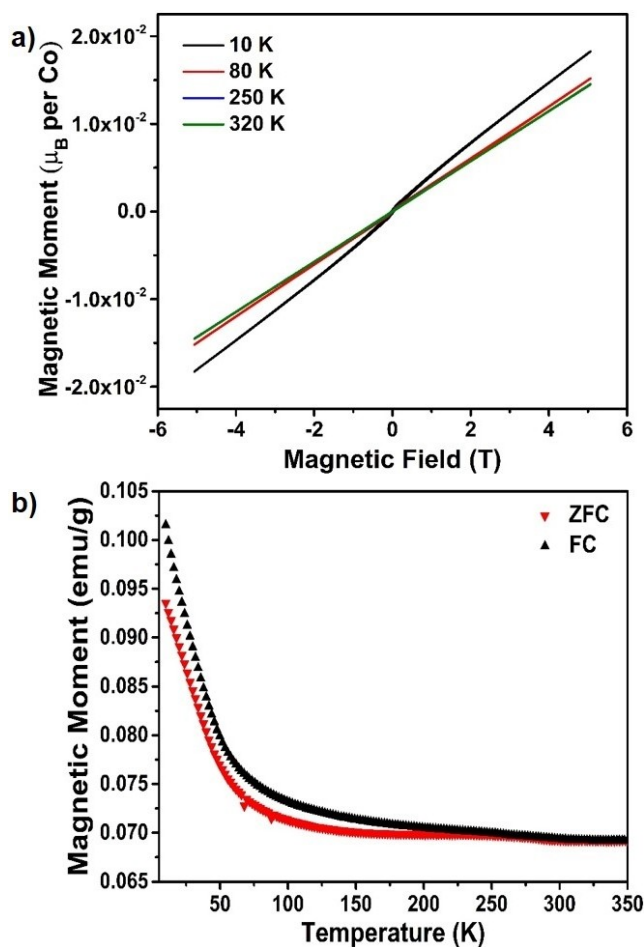 a)
2.0x10⁻²
1.0x10⁻²
0.0
-1.0x10⁻²
-2.0x10⁻²
Magnetic Moment (μB per Co)
10 K
80 K
250 K
320 K
-6 -4 -2 0 2 4 6
Magnetic Field (T)
b)
0.105
0.100
0.095
0.090
0.085
0.080
0.075
0.070
0.065
Magnetic Moment (emu/g)
ZFC
FC
50 100 150 200 250 300 350
Temperature (K)